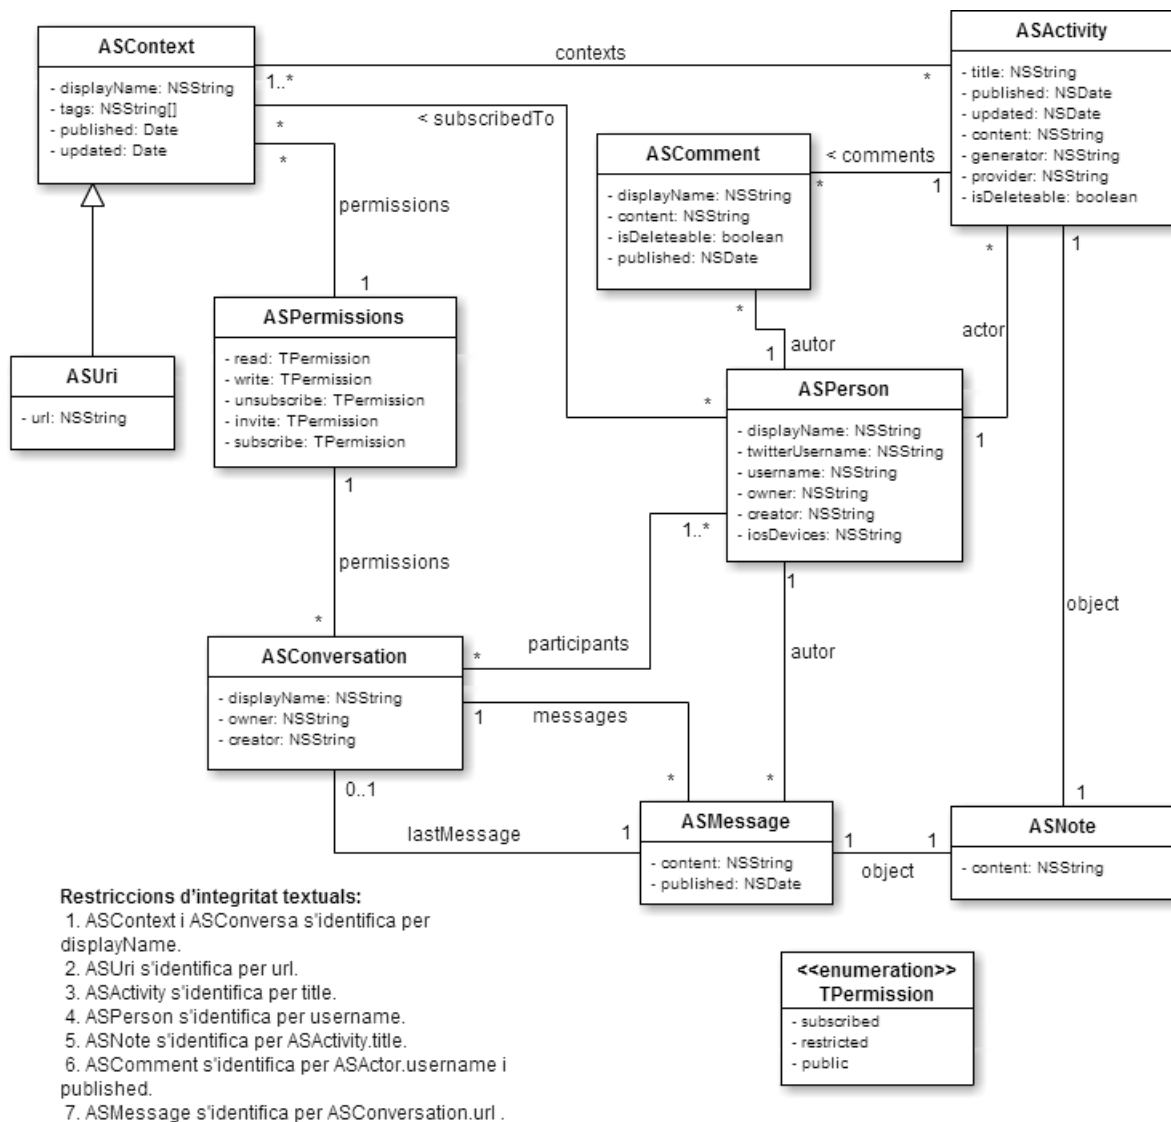 ASContext
- displayName: NSString
- tags: NSString[]
- published: Date
- updated: Date
contexts
1..*
*
ASActivity
- title: NSString
- published: NSDate
- updated: NSDate
- content: NSString
- generator: NSString
- provider: NSString
- isDeleteable: boolean
*
< subscribedTo
*
ASComment
- displayName: NSString
- content: NSString
- isDeleteable: boolean
- published: NSDate
< comments
*
1
permissions
1
*
1
*
actor
*
autor
1
ASPermissions
- read: TPermission
- write: TPermission
- unsubscribe: TPermission
- invite: TPermission
- subscribe: TPermission
ASUri
- url: NSString
*
ASPerson
- displayName: NSString
- twitterUsername: NSString
- username: NSString
- owner: NSString
- creator: NSString
- iosDevices: NSString
1
1
permissions
*
1..*
1
object
participants
*
autor
ASConversation
- displayName: NSString
- owner: NSString
- creator: NSString
1
messages
*
*
0..1
lastMessage
1
1
ASMessage
- content: NSString
- published: NSDate
1
1
object
ASNote
- content: NSString
Restriccions d'integritat textuals:
1. ASContext i ASConversa s'identifica per
displayName.
2. ASUri s'identifica per url.
3. ASActivity s'identifica per title.
4. ASPerson s'identifica per username.
5. ASNote s'identifica per ASActivity.title.
6. ASComment s'identifica per ASActor.username i
published.
7. ASMessage s'identifica per ASConversation.url .
<<enumeration>>
TPermission
- subscribed
- restricted
- public